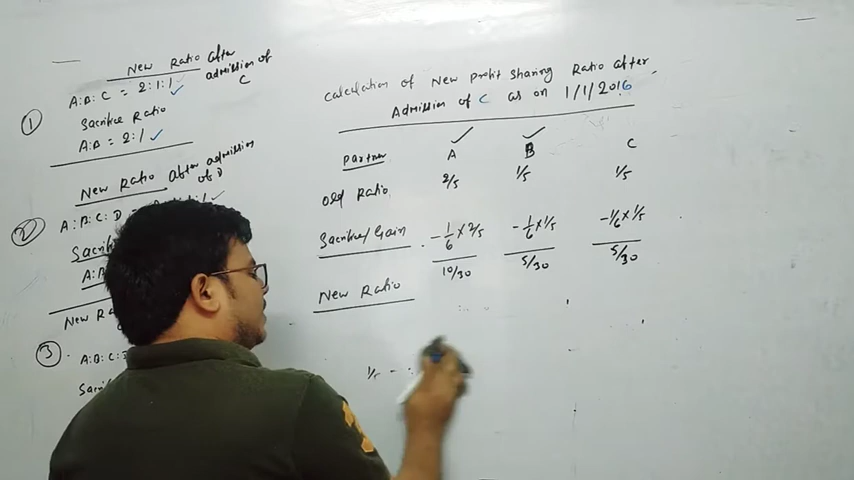 New Ratio after
admission of
C
① A:B:C = 2:1:1
Sacrifice Ratio
A:B = 2:1
New Ratio after admission
of D
② A:B:C:D =
New Ra
③ A:B:C:
Calculation of New profit sharing Ratio after
Admission of C as on 1/1/2016
Partner A B C
Old Ratio 2/5 1/5 1/5
Sacrifice/Gain -1/6 x 2/5 -1/6 x 1/5 -1/6 x 1/5
10/30 5/30 5/30
New Ratio
1/5 -